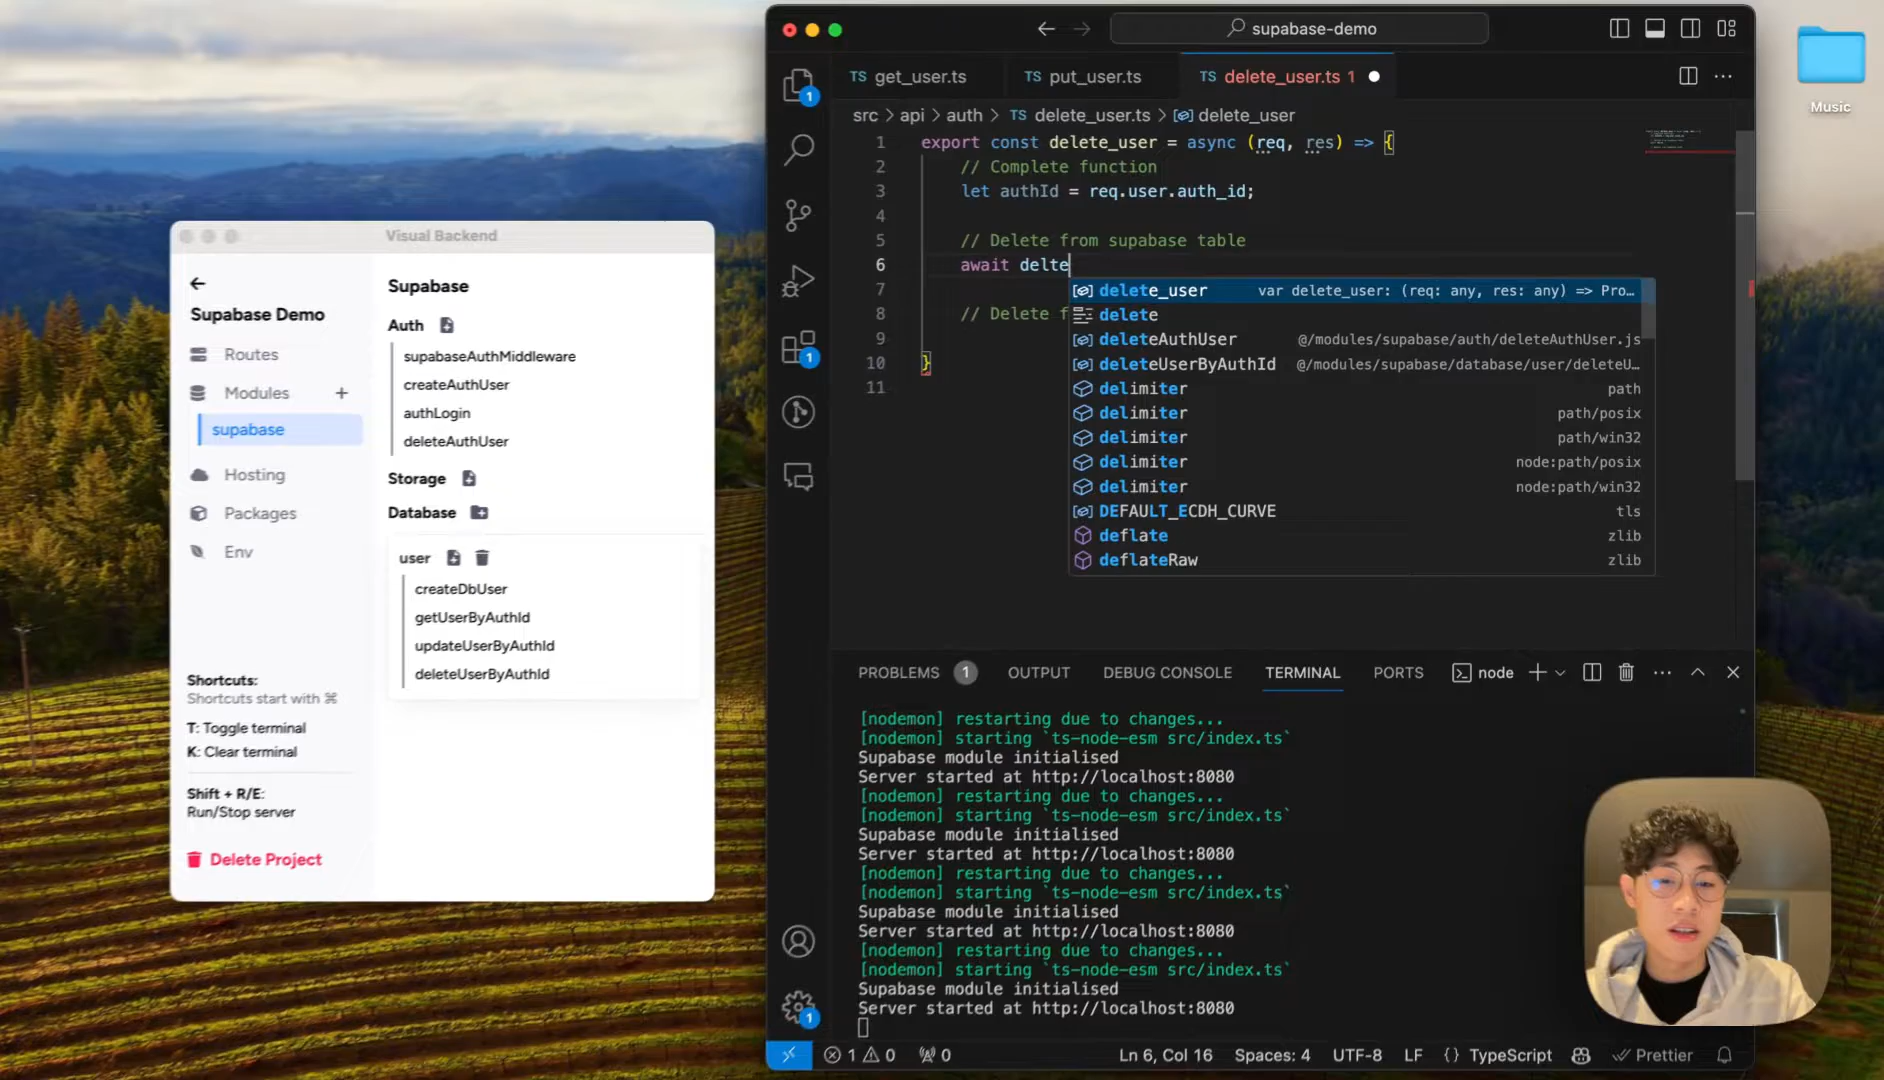 Visual Backend
Supabase Demo
Routes
Modules +
supabase
Hosting
Packages
Env
Shortcuts:
Shortcuts start with ⌘
T: Toggle terminal
K: Clear terminal
Shift + R/E:
Run/Stop server
Delete Project
Supabase
Auth
supabaseAuthMiddleware
createAuthUser
authLogin
deleteAuthUser
Storage
Database
user
createDbUser
getUserByAuthId
updateUserByAuthId
deleteUserByAuthId
supabase-demo
TS get_user.ts
TS put_user.ts
TS delete_user.ts 1
src > api > auth > TS delete_user.ts > delete_user
1 export const delete_user = async (req, res) => {
2 // Complete function
3 let authId = req.user.auth_id;
4
5 // Delete from supabase table
6 await delte
7
8 // Delete f
9
10 }
11
delete_user var delete_user: (req: any, res: any) => Pro…
delete
deleteAuthUser @/modules/supabase/auth/deleteAuthUser.js
deleteUserByAuthId @/modules/supabase/database/user/deleteU…
delimiter path
delimiter path/posix
delimiter path/win32
delimiter node:path/posix
delimiter node:path/win32
DEFAULT_ECDH_CURVE tls
deflate zlib
deflateRaw zlib
1
1
1
PROBLEMS 1 OUTPUT DEBUG CONSOLE TERMINAL PORTS node
[nodemon] restarting due to changes...
[nodemon] starting `ts-node-esm src/index.ts`
Supabase module initialised
Server started at http://localhost:8080
[nodemon] restarting due to changes...
[nodemon] starting `ts-node-esm src/index.ts`
Supabase module initialised
Server started at http://localhost:8080
[nodemon] restarting due to changes...
[nodemon] starting `ts-node-esm src/index.ts`
Supabase module initialised
Server started at http://localhost:8080
[nodemon] restarting due to changes...
[nodemon] starting `ts-node-esm src/index.ts`
Supabase module initialised
Server started at http://localhost:8080
1 0 0 Ln 6, Col 16 Spaces: 4 UTF-8 LF {} TypeScript Prettier
Music